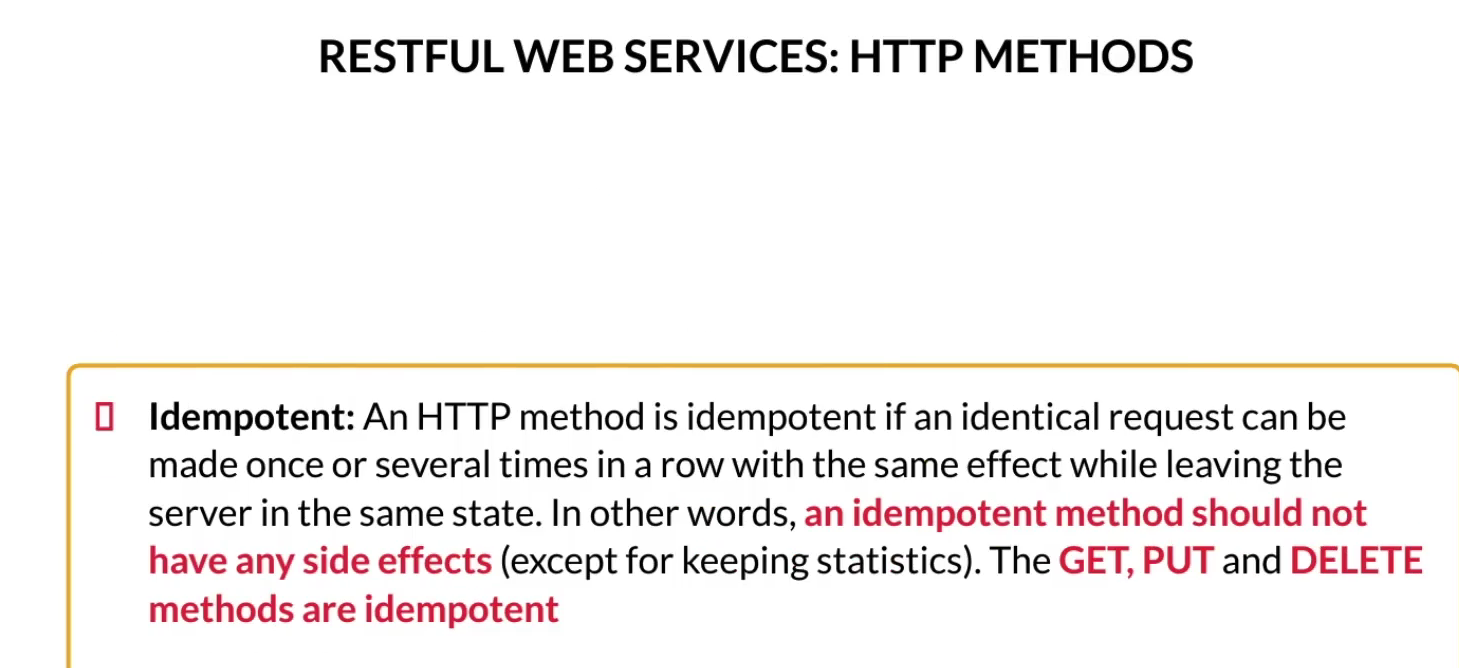 RESTFUL WEB SERVICES: HTTP METHODS
Idempotent: An HTTP method is idempotent if an identical request can be
made once or several times in a row with the same effect while leaving the
server in the same state. In other words, an idempotent method should not
have any side effects (except for keeping statistics). The GET, PUT and DELETE
methods are idempotent